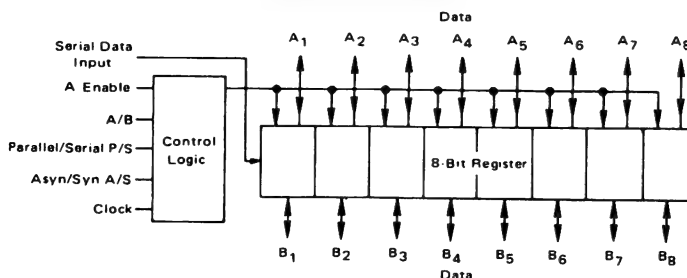 Data
A1 A2 A3 A4 A5 A6 A7 A8
Serial Data
Input
A Enable
A/B
Parallel/Serial P/S
Asyn/Syn A/S
Clock
Control
Logic
8-Bit Register
B1 B2 B3 B4 B5 B6 B7 B8
Data